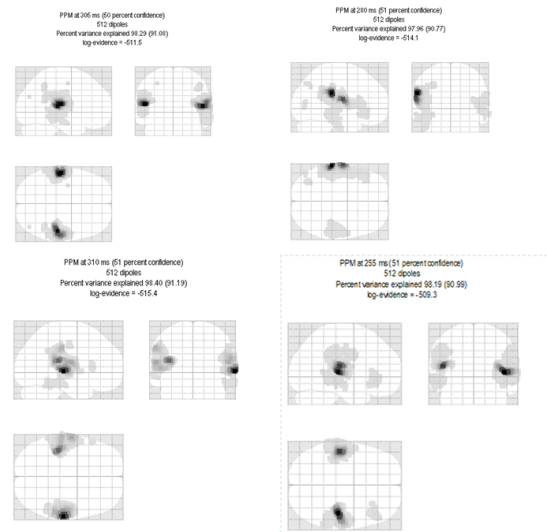 PPM at 305 ms (50 percent confidence)
512 dipoles
Percent variance explained 98.29 (91.08)
log-evidence = -511.5
PPM at 280 ms (51 percent confidence)
512 dipoles
Percent variance explained 97.96 (90.77)
log-evidence = -514.1
PPM at 310 ms (51 percent confidence)
512 dipoles
Percent variance explained 98.40 (91.19)
log-evidence = -515.4
PPM at 255 ms (51 percent confidence)
512 dipoles
Percent variance explained 98.19 (90.99)
log-evidence = -509.3